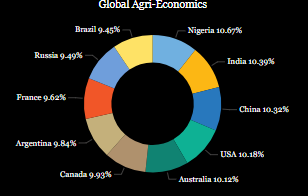 Global Agri-Economics
Brazil 9.45%
Nigeria 10.67%
Russia 9.49%
India 10.39%
France 9.62%
China 10.32%
Argentina 9.84%
USA 10.18%
Canada 9.93%
Australia 10.12%